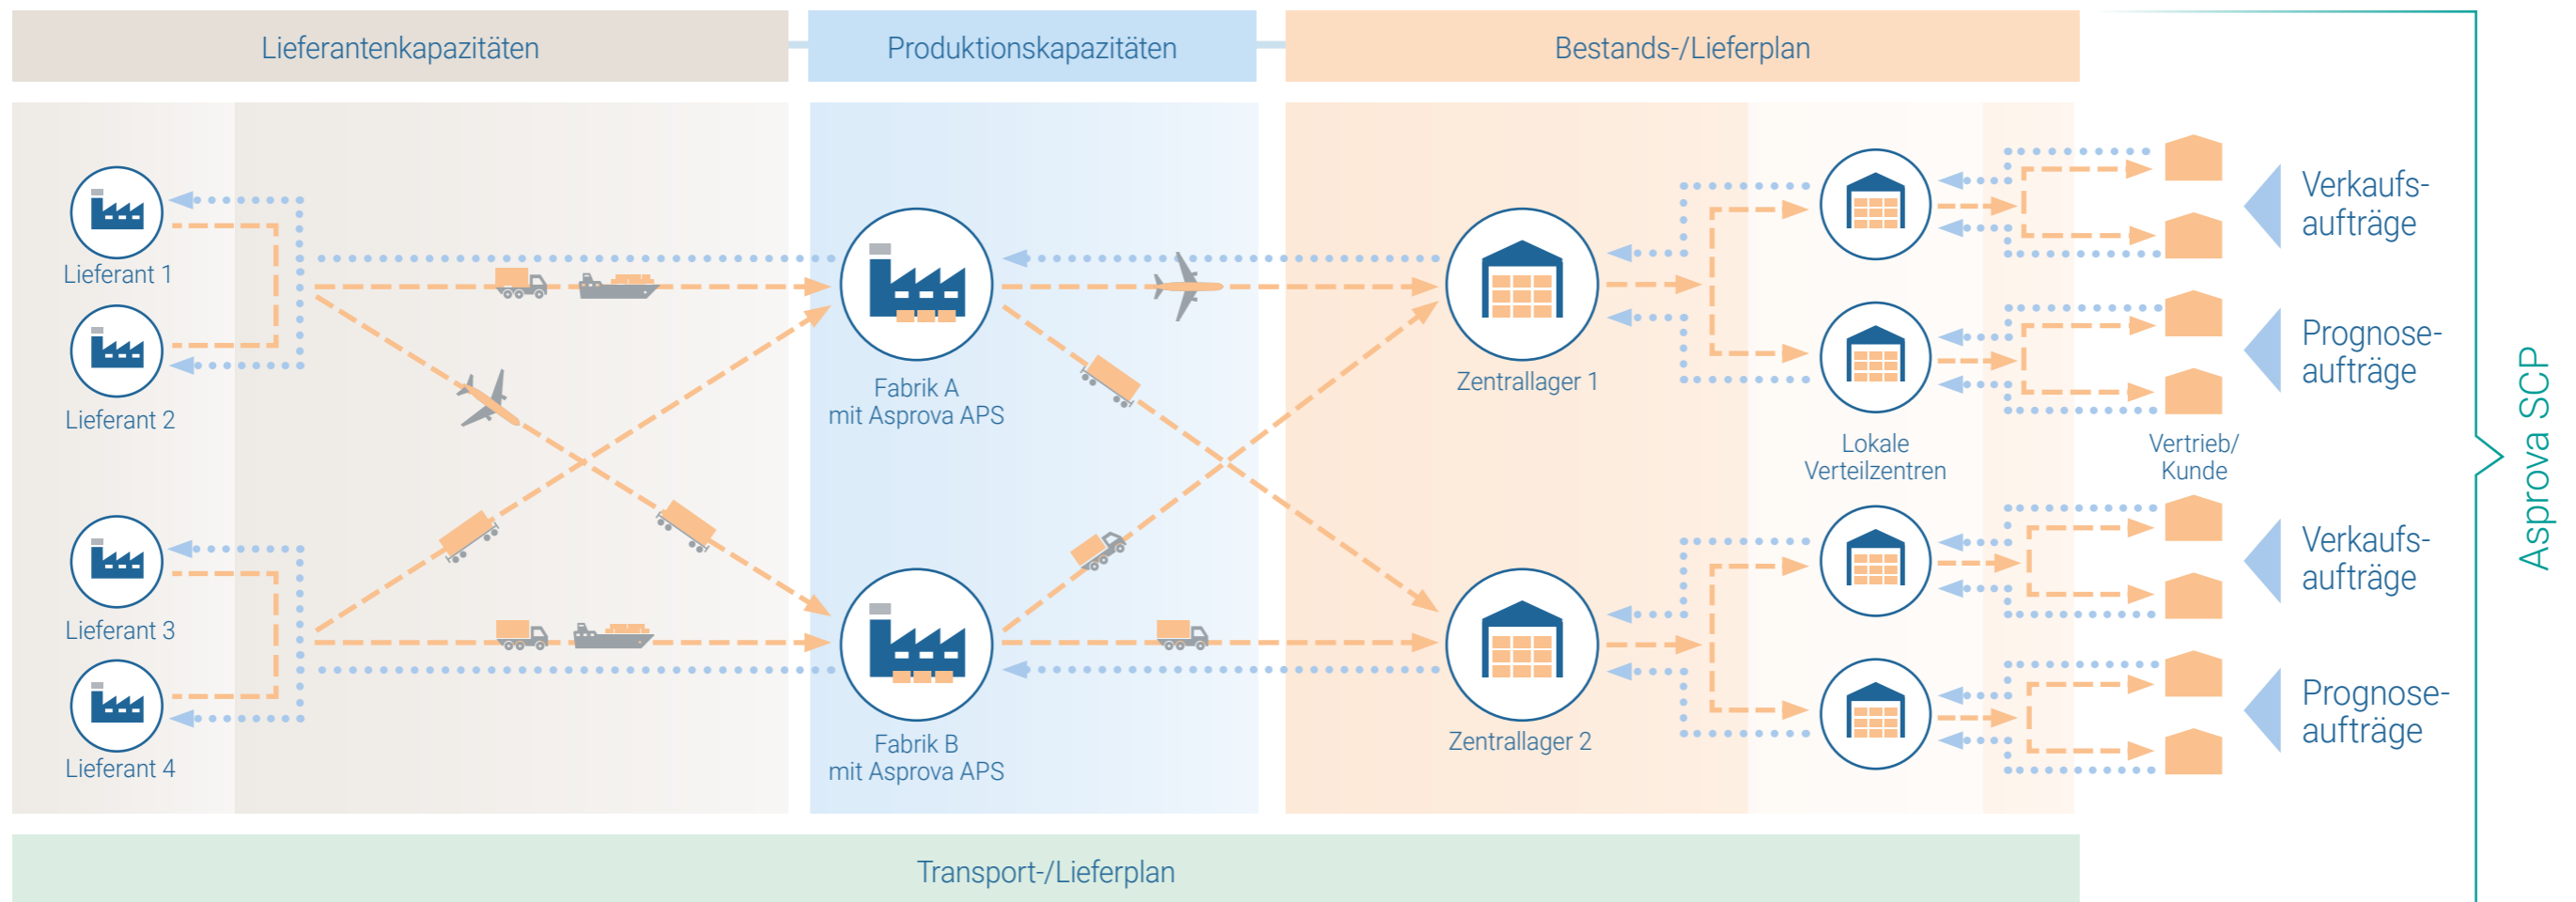 Lieferantenkapazitäten
Produktionskapazitäten
Bestands-/Lieferplan
Lieferant 1
Lieferant 2
Lieferant 3
Lieferant 4
Fabrik A
mit Asprova APS
Fabrik B
mit Asprova APS
Zentrallager 1
Zentrallager 2
Lokale
Verteilzentren
Vertrieb/
Kunde
Verkaufs-
aufträge
Prognose-
aufträge
Verkaufs-
aufträge
Prognose-
aufträge
Asprova SCP
Transport-/Lieferplan